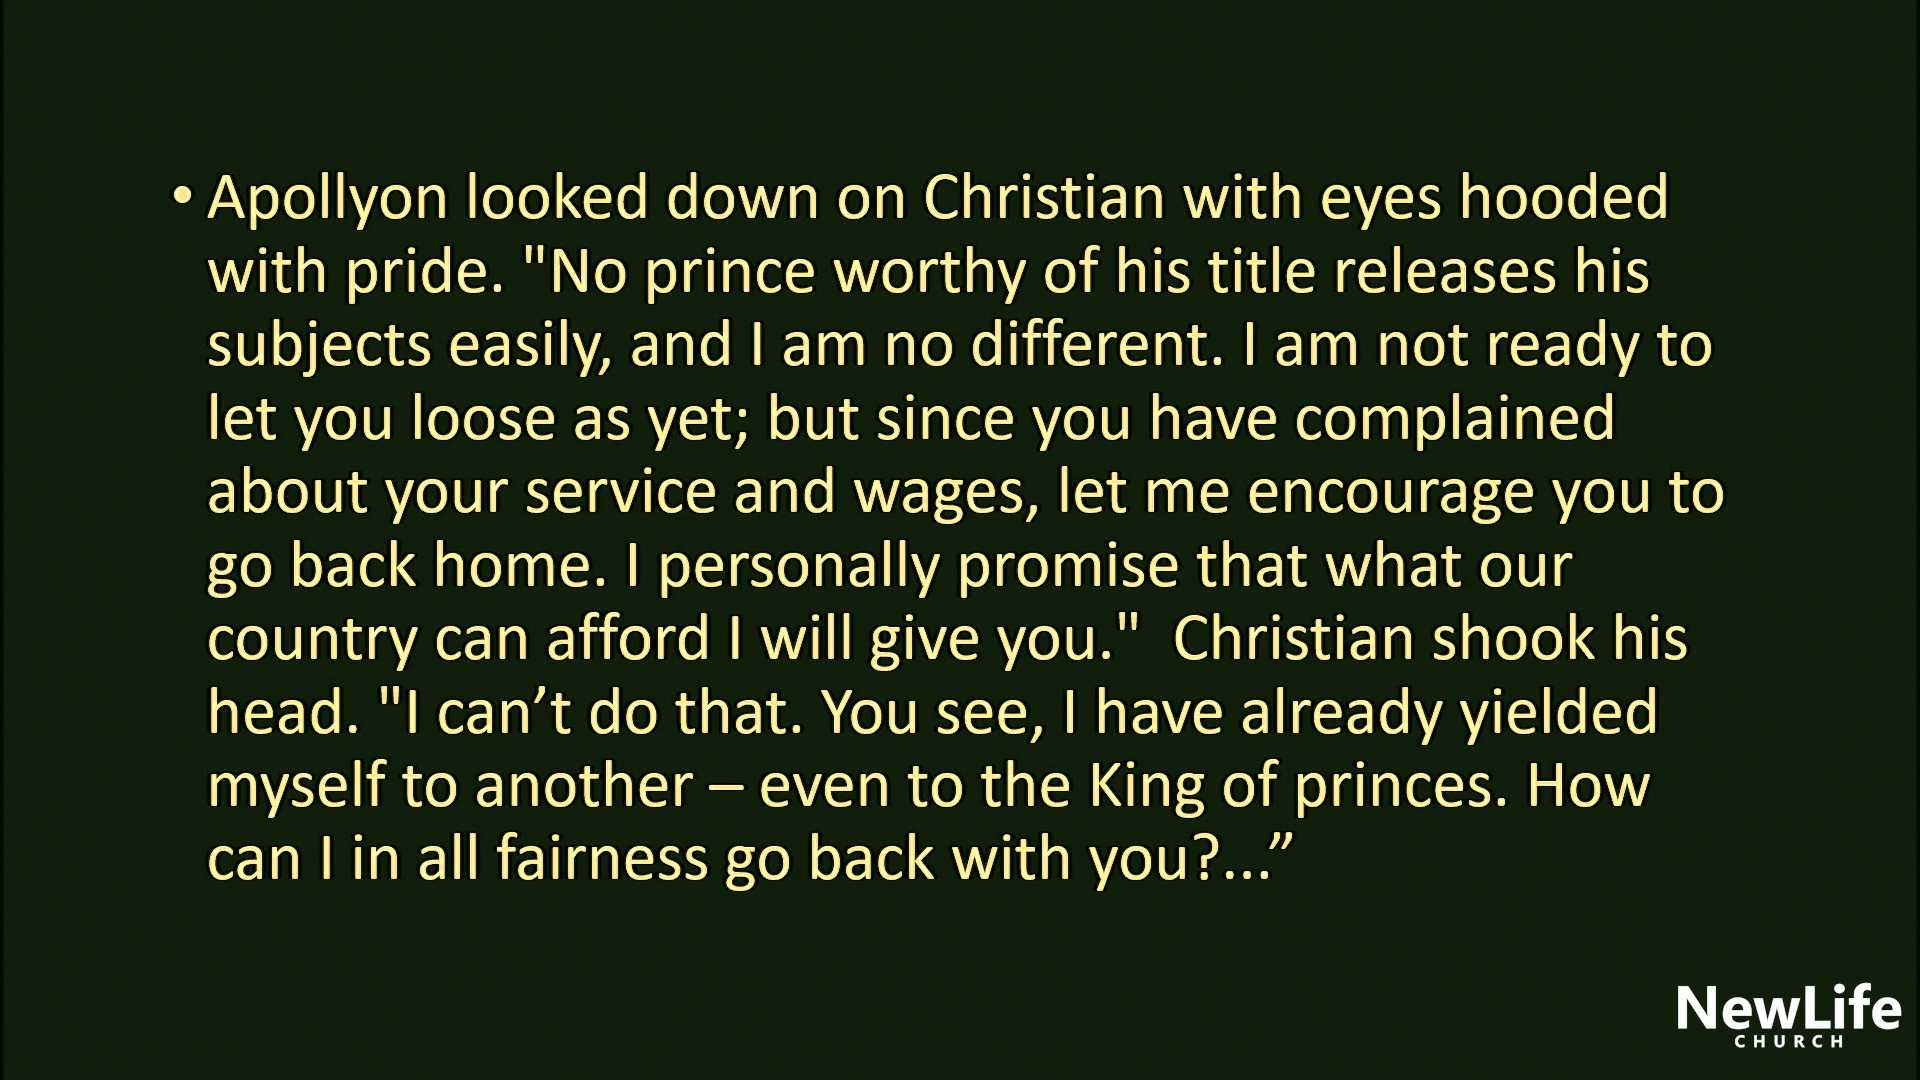 • Apollyon looked down on Christian with eyes hooded
with pride. "No prince worthy of his title releases his
subjects easily, and I am no different. I am not ready to
let you loose as yet; but since you have complained
about your service and wages, let me encourage you to
go back home. I personally promise that what our
country can afford I will give you."  Christian shook his
head. "I can’t do that. You see, I have already yielded
myself to another – even to the King of princes. How
can I in all fairness go back with you?...”
NewLife
CHURCH